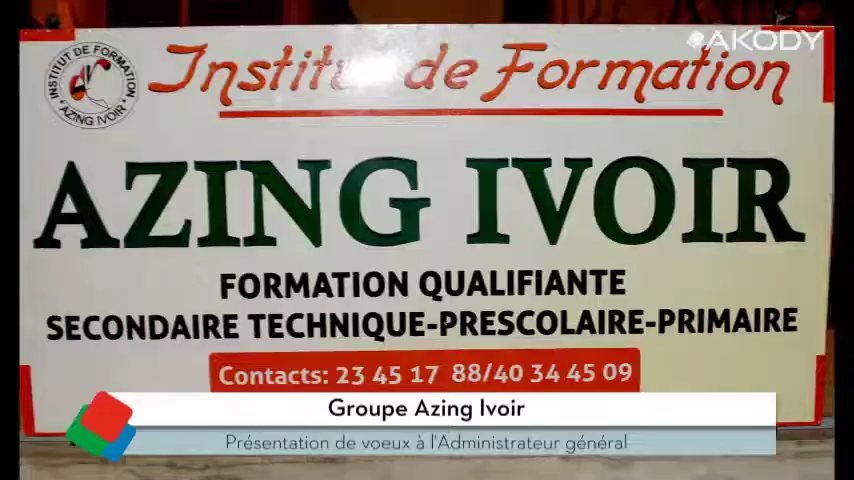 AKODY
INSTITUT DE FORMATION
AZING IVOIR
Institut de Formation
AZING IVOIR
FORMATION QUALIFIANTE
SECONDAIRE TECHNIQUE-PRESCOLAIRE-PRIMAIRE
Contacts: 23 45 17 88/40 34 45 09
Groupe Azing Ivoir
Présentation de voeux à l'Administrateur général